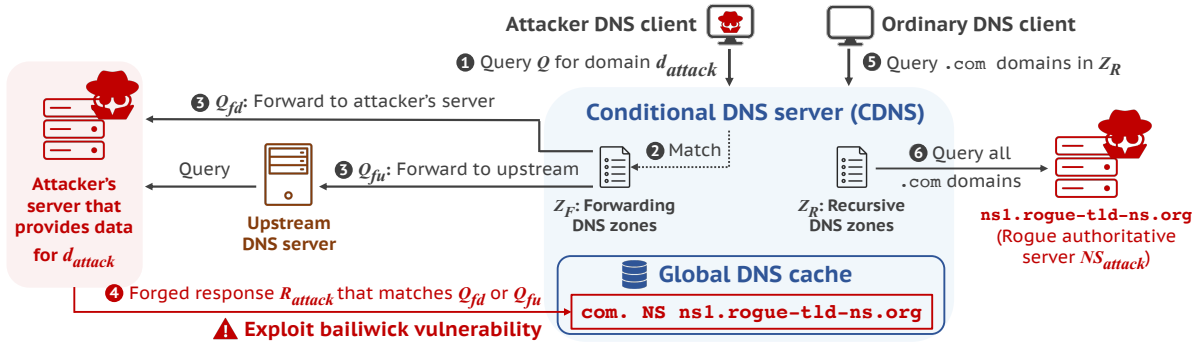 Attacker DNS client
Ordinary DNS client
❶ Query Q for domain d_attack
❺ Query .com domains in Z_R
❸ Q_fd: Forward to attacker's server
Conditional DNS server (CDNS)
❷ Match
❻ Query all
.com domains
Query
❸ Q_fu: Forward to upstream
Attacker's
server that
provides data
for d_attack
Upstream
DNS server
Z_F: Forwarding
DNS zones
Z_R: Recursive
DNS zones
ns1.rogue-tld-ns.org
(Rogue authoritative
server NS_attack)
Global DNS cache
❹ Forged response R_attack that matches Q_fd or Q_fu
com. NS ns1.rogue-tld-ns.org
Exploit bailiwick vulnerability